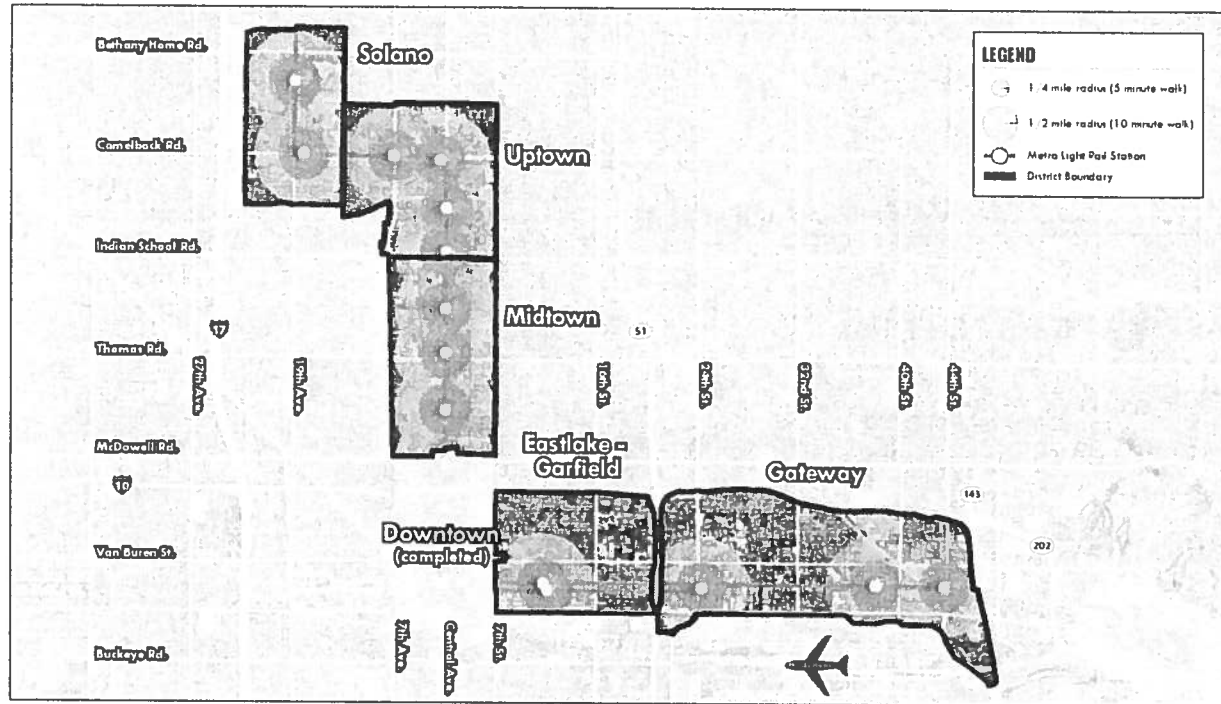 Bethany Home Rd.
Solano
LEGEND
1/4 mile radius (5 minute walk)
1/2 mile radius (10 minute walk)
Metro Light Rail Station
District Boundary
Camelback Rd.
Uptown
Indian School Rd.
Midtown
17
51
Thomas Rd.
27th Ave.
19th Ave.
16th St.
24th St.
32nd St.
40th St.
44th St.
McDowell Rd.
Eastlake -
Garfield
Gateway
10
143
Downtown
(completed)
Van Buren St.
202
7th Ave.
Central Ave.
7th St.
Buckeye Rd.